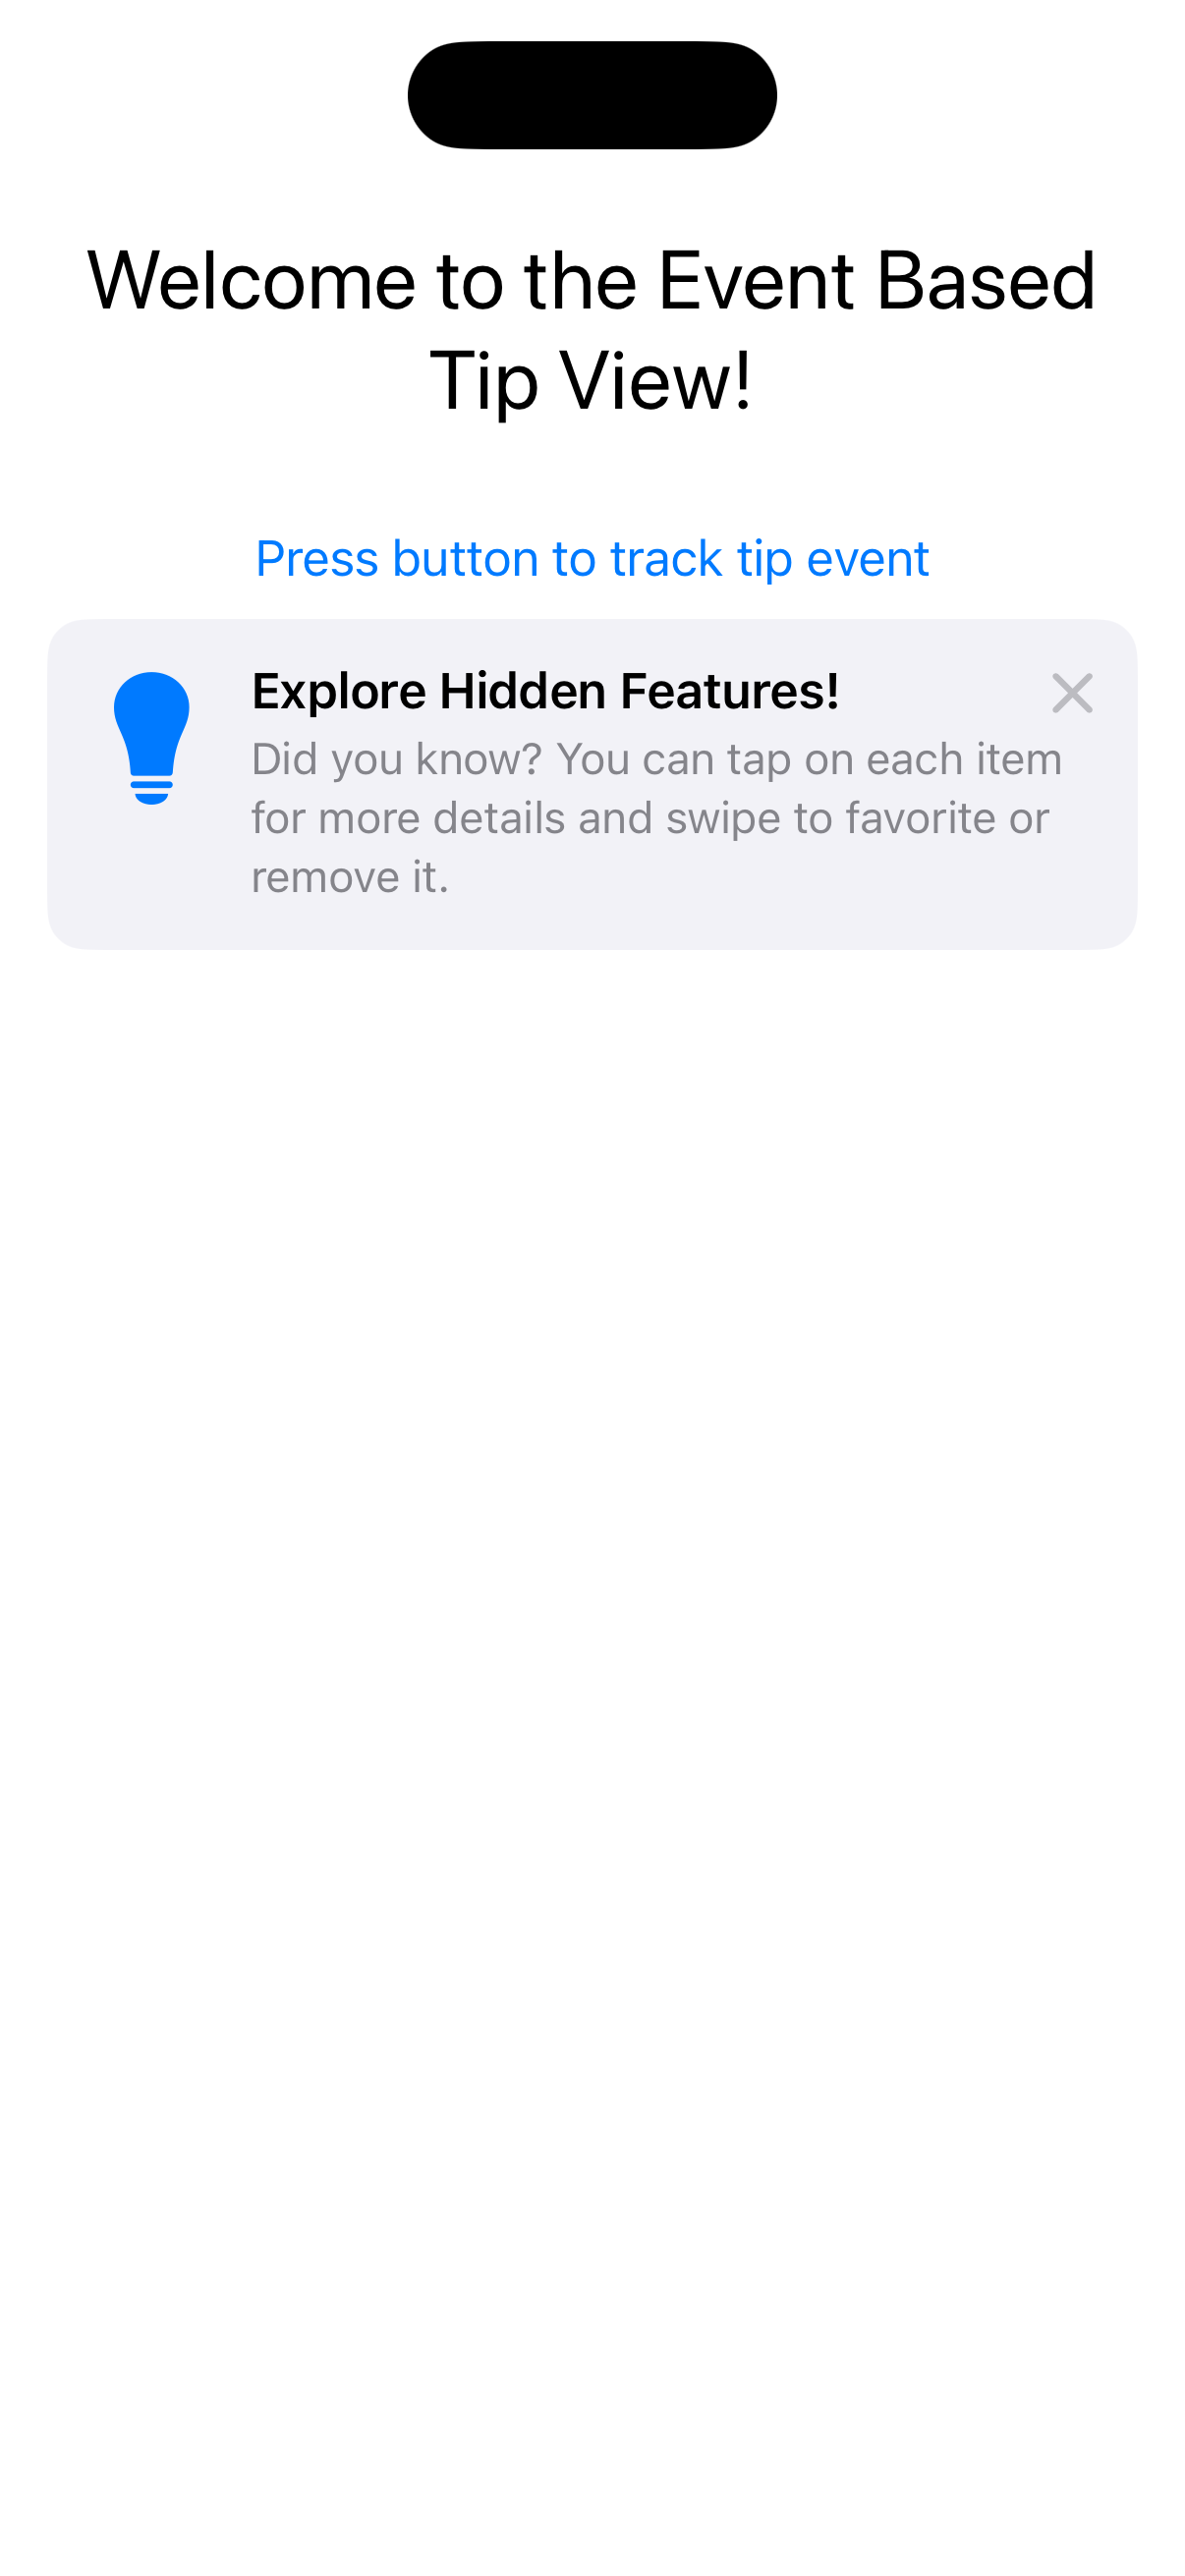 Welcome to the Event Based
Tip View!
Press button to track tip event
Explore Hidden Features!
Did you know? You can tap on each item
for more details and swipe to favorite or
remove it.